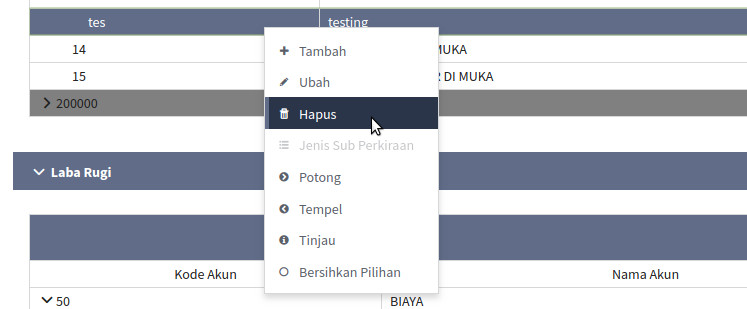 tes testing
Tambah
14 MUKA
Ubah
15 DI MUKA
200000
Hapus
Jenis Sub Perkiraan
Laba Rugi
Potong
Tempel
Tinjau
Kode Akun Nama Akun
Bersihkan Pilihan
50 BIAYA